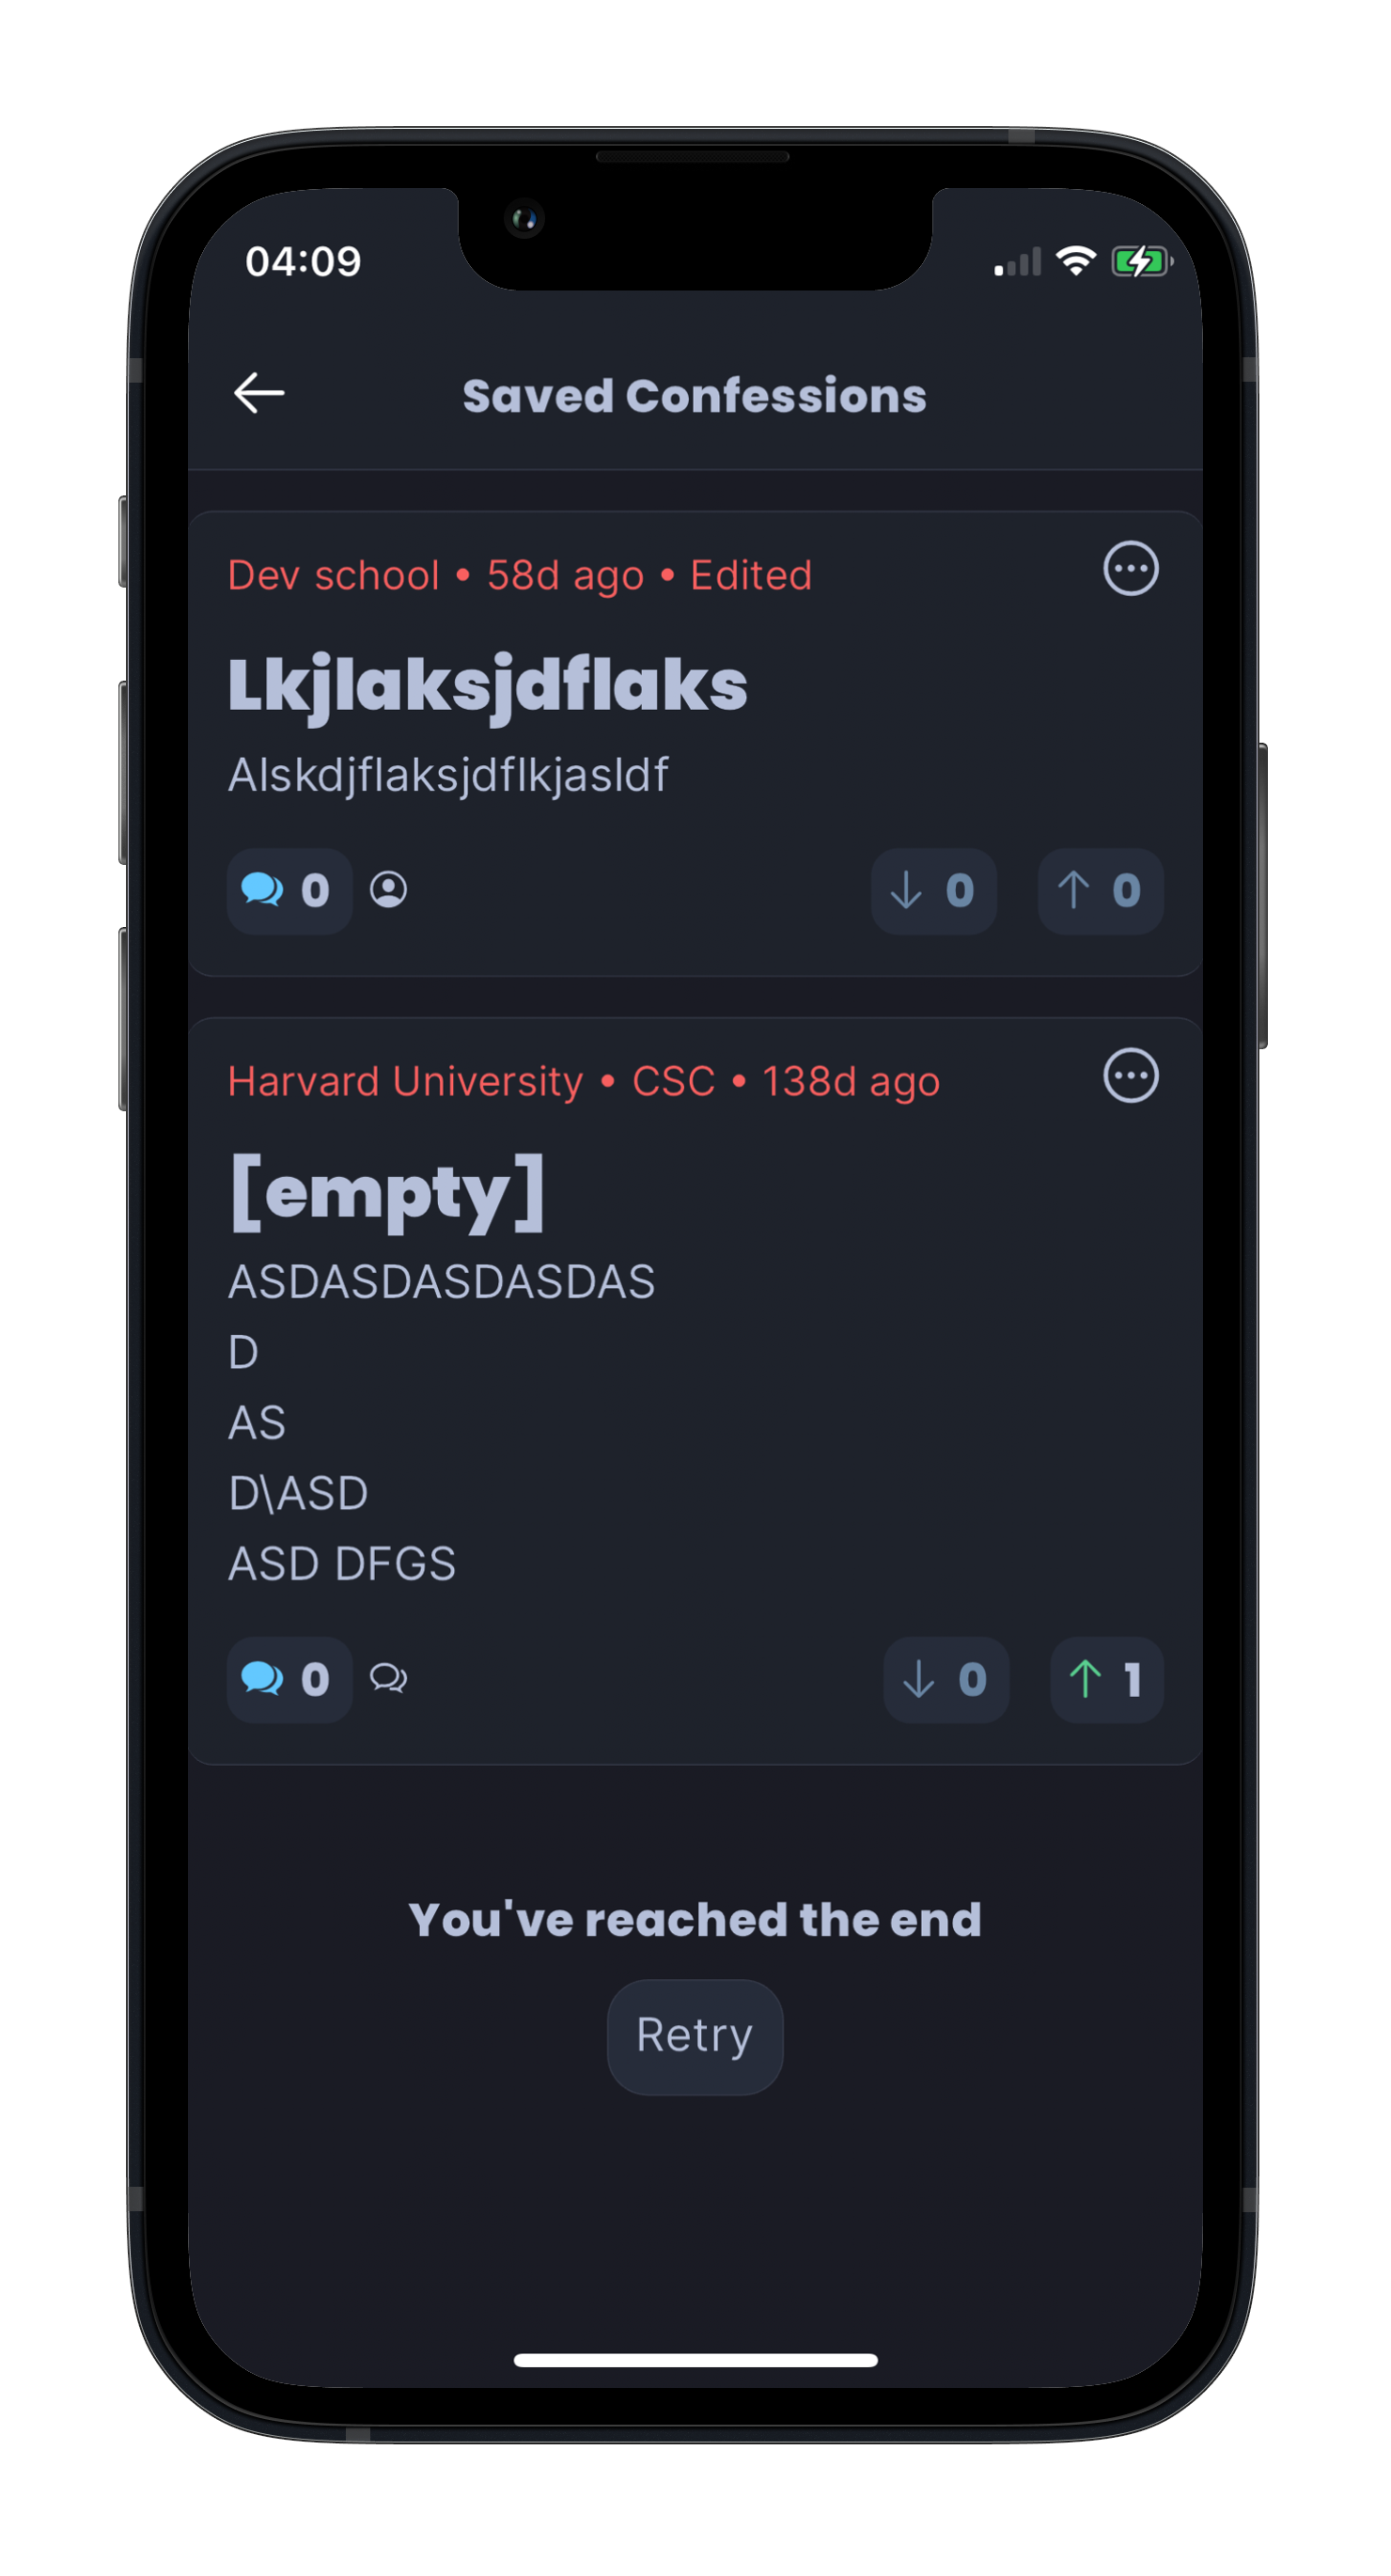 04:09
Saved Confessions
Dev school • 58d ago • Edited
Lkjlaksjdflaks
Alskdjflaksjdflkjasldf
0
0
0
Harvard University • CSC • 138d ago
[empty]
ASDASDASDASDAS
D
AS
D\ASD
ASD DFGS
0
0
1
You've reached the end
Retry